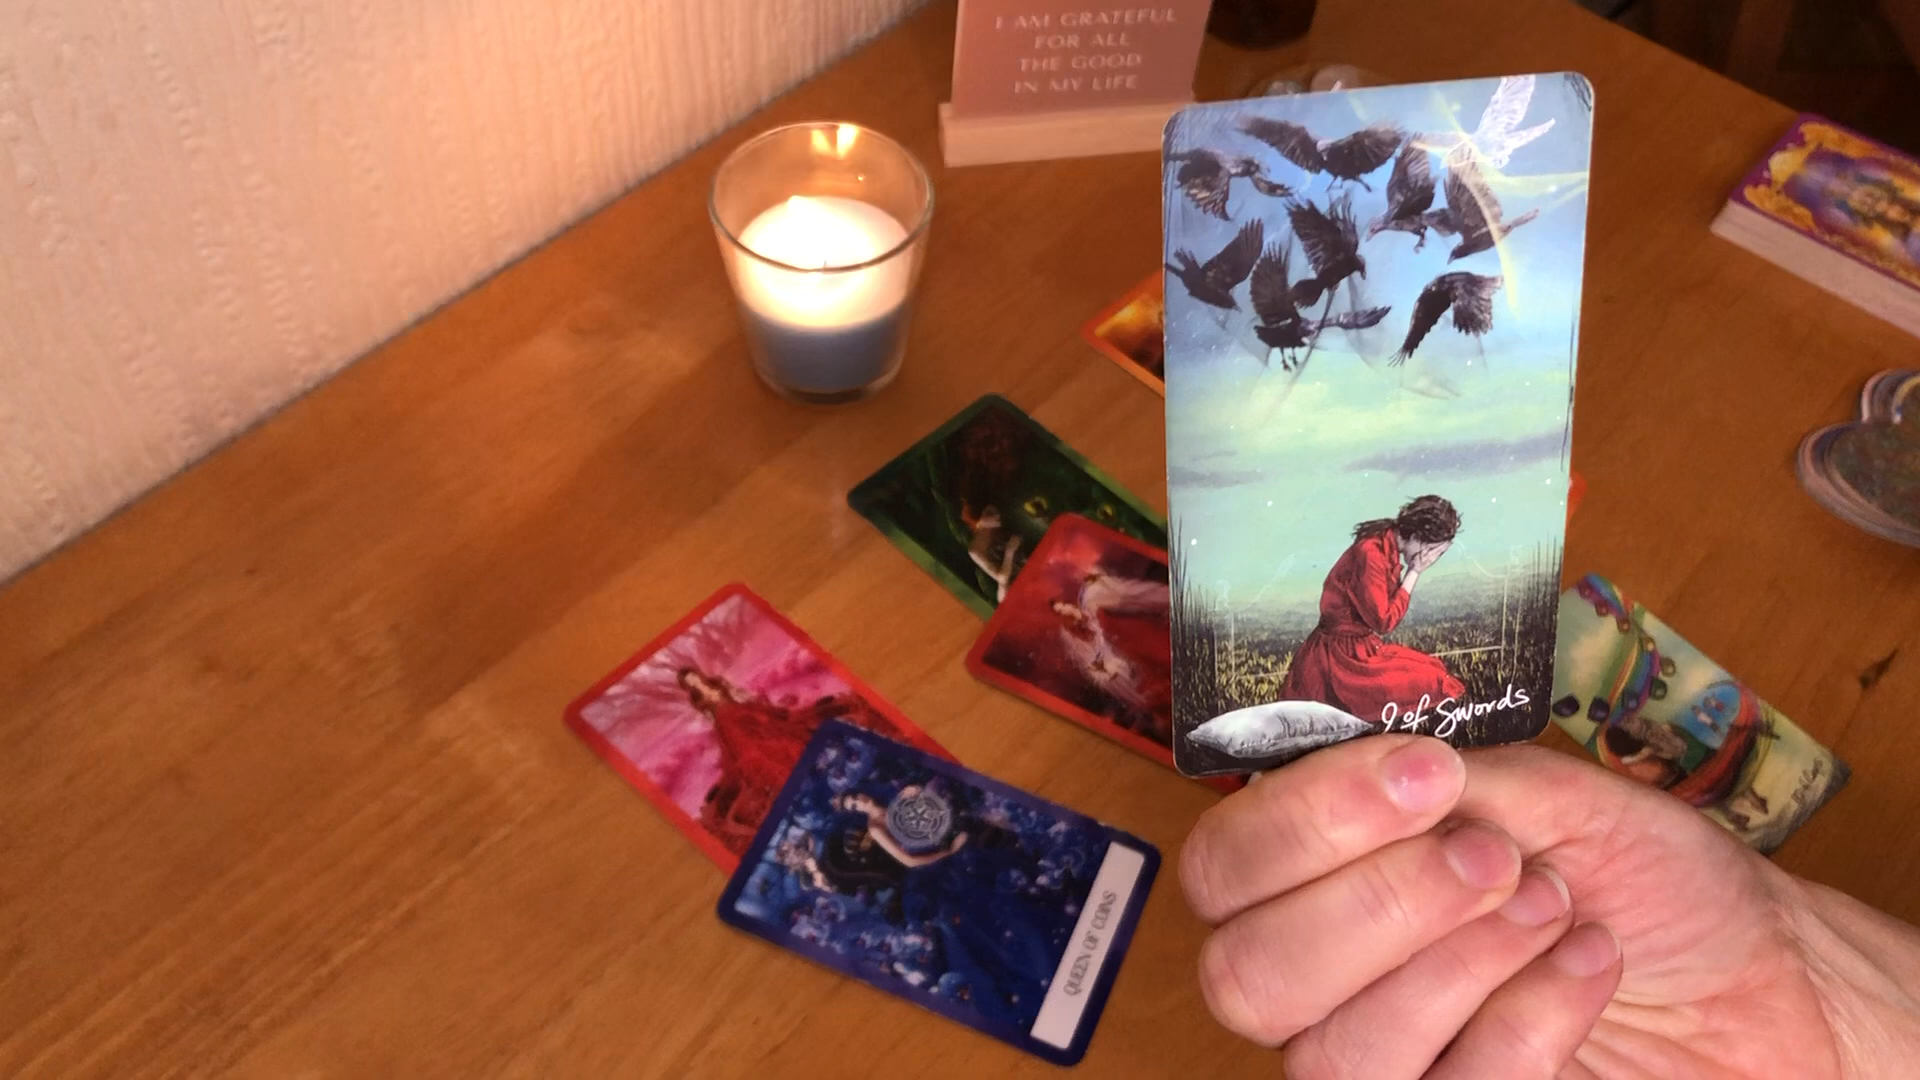 I AM GRATEFUL
FOR ALL
THE GOOD
IN MY LIFE
9 of Swords
QUEEN OF COINS